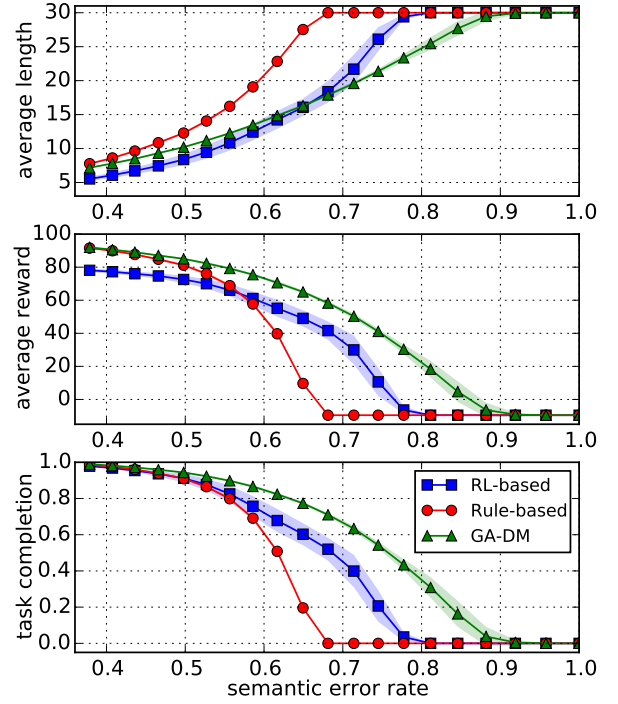 30
25
20
15
10
5
average length
0.4 0.5 0.6 0.7 0.8 0.9 1.0
100
80
60
40
20
0
average reward
0.4 0.5 0.6 0.7 0.8 0.9 1.0
1.0
0.8
0.6
0.4
0.2
0.0
task completion
RL-based
Rule-based
GA-DM
0.4 0.5 0.6 0.7 0.8 0.9 1.0
semantic error rate